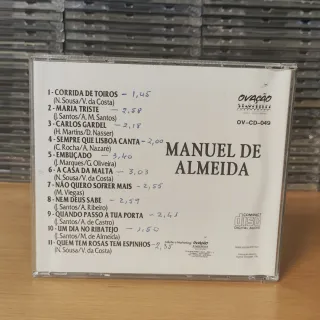 1 - CORRIDA DE TOIROS - 1,45
(N. Sousa/V. da Costa)
2 - MARIA TRISTE - 2,58
(J. Santos/A. M. Santos)
3 - CARLOS GARDEL - 2,18
(H. Martins/D. Nasser)
4 - SEMPRE QUE LISBOA CANTA - 2,00
(C. Rocha/A. Nazaré)
5 - EMBUÇADO - 3,40
(J. Marques/G. Oliveira)
6 - A CASA DA MALTA - 3,03
(N. Sousa/V. da Costa)
7 - NÃO QUERO SOFRER MAIS - 2,55
(M. Viegas)
8 - NEM DEUS SABE - 2,59
(J. Santos/A. Ribeiro)
9 - QUANDO PASSO A TUA PORTA - 2,41
(J. Santos/A. de Castro)
10 - UM DIA NO RIBATEJO - 1,50
(J. Santos/M. de Almeida)
11 - QUEM TEM ROSAS TEM ESPINHOS - 2,55
(N. Sousa/V. da Costa)
OVAÇÃO
OV-CD-049
MANUEL DE
ALMEIDA
COMPACT
disc
DIGITAL AUDIO
OVAÇÃO